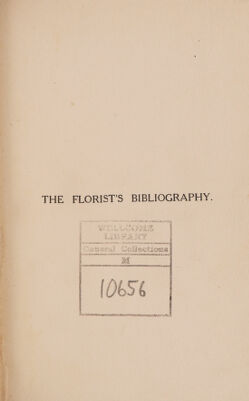 THE FLORIST'S BIBLIOGRAPHY.
WELLCOME
LIBRARY
General Collections
M
10656